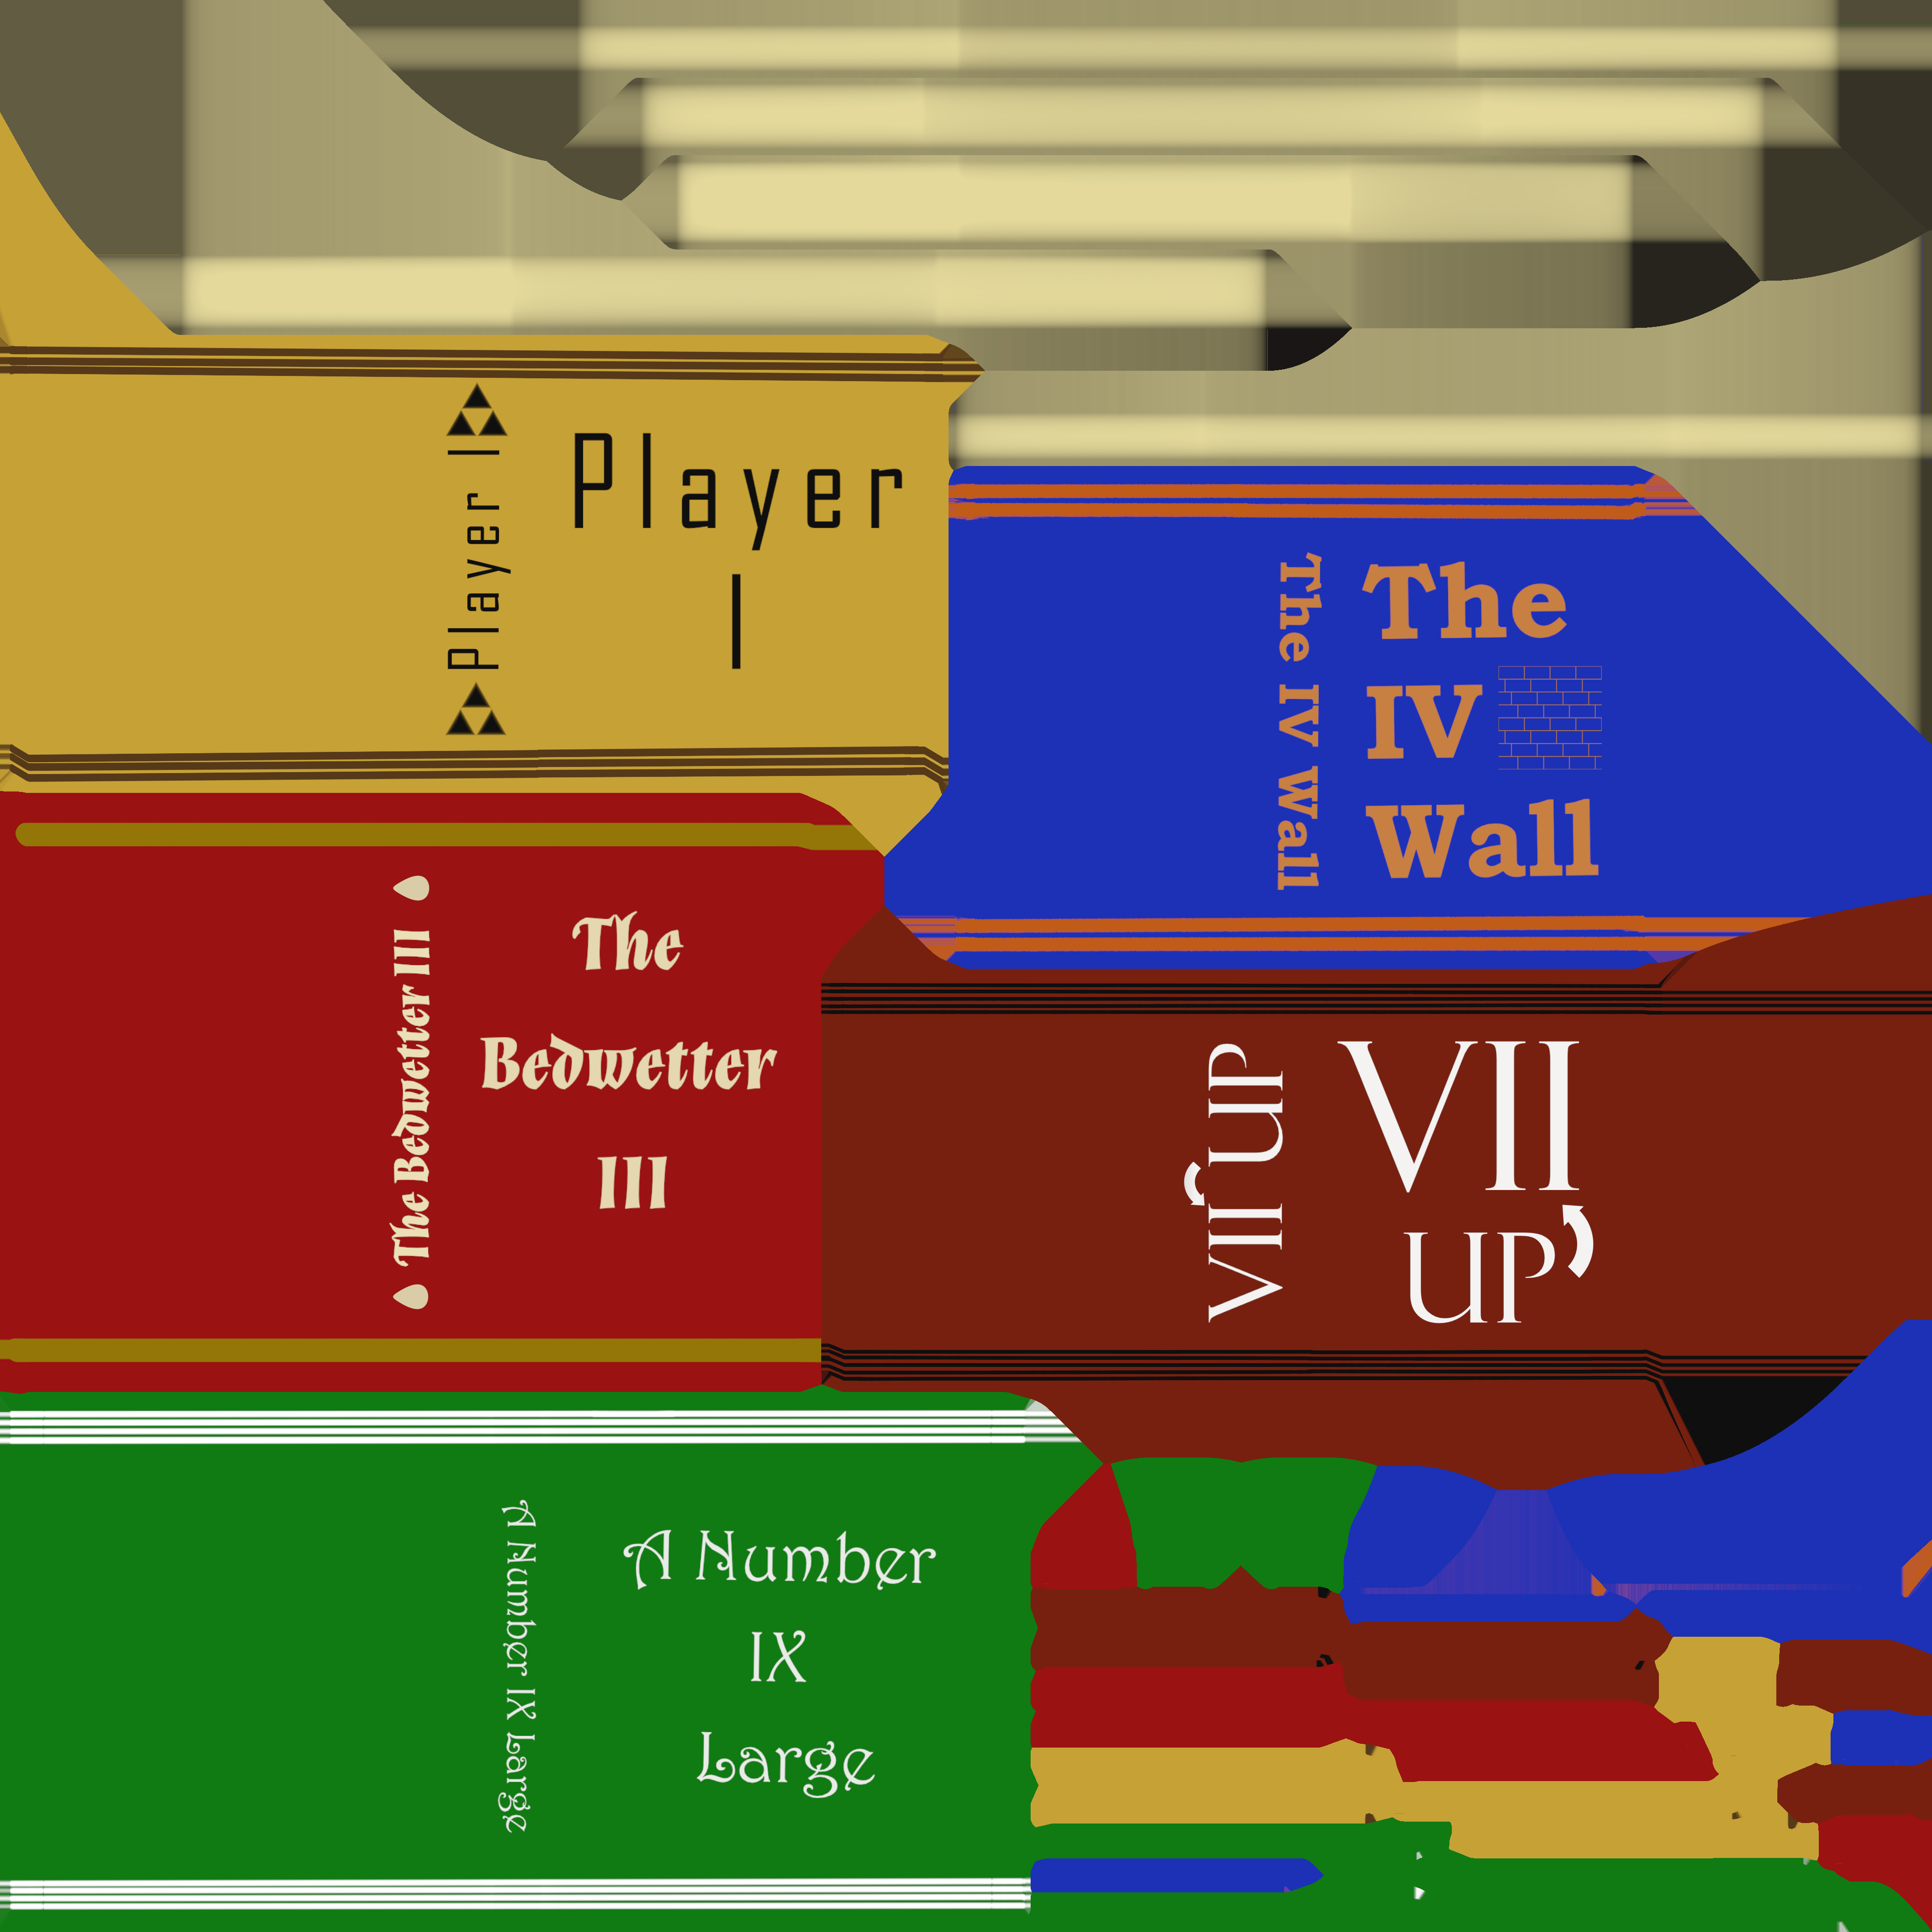 Player I
Player
I
The IV Wall
The
IV
Wall
The Bedwetter III
The
Bedwetter
III
VII UP
VII
UP
A Number IX Large
A Number
IX
Large